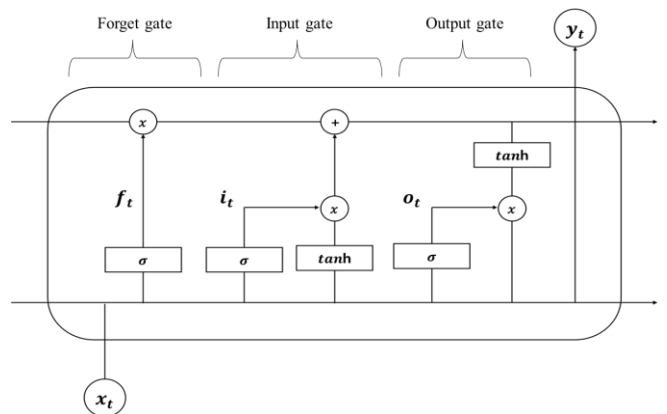 Forget gate Input gate Output gate
y_t
x +
tanh
f_t i_t x o_t x
σ σ tanh σ
x_t